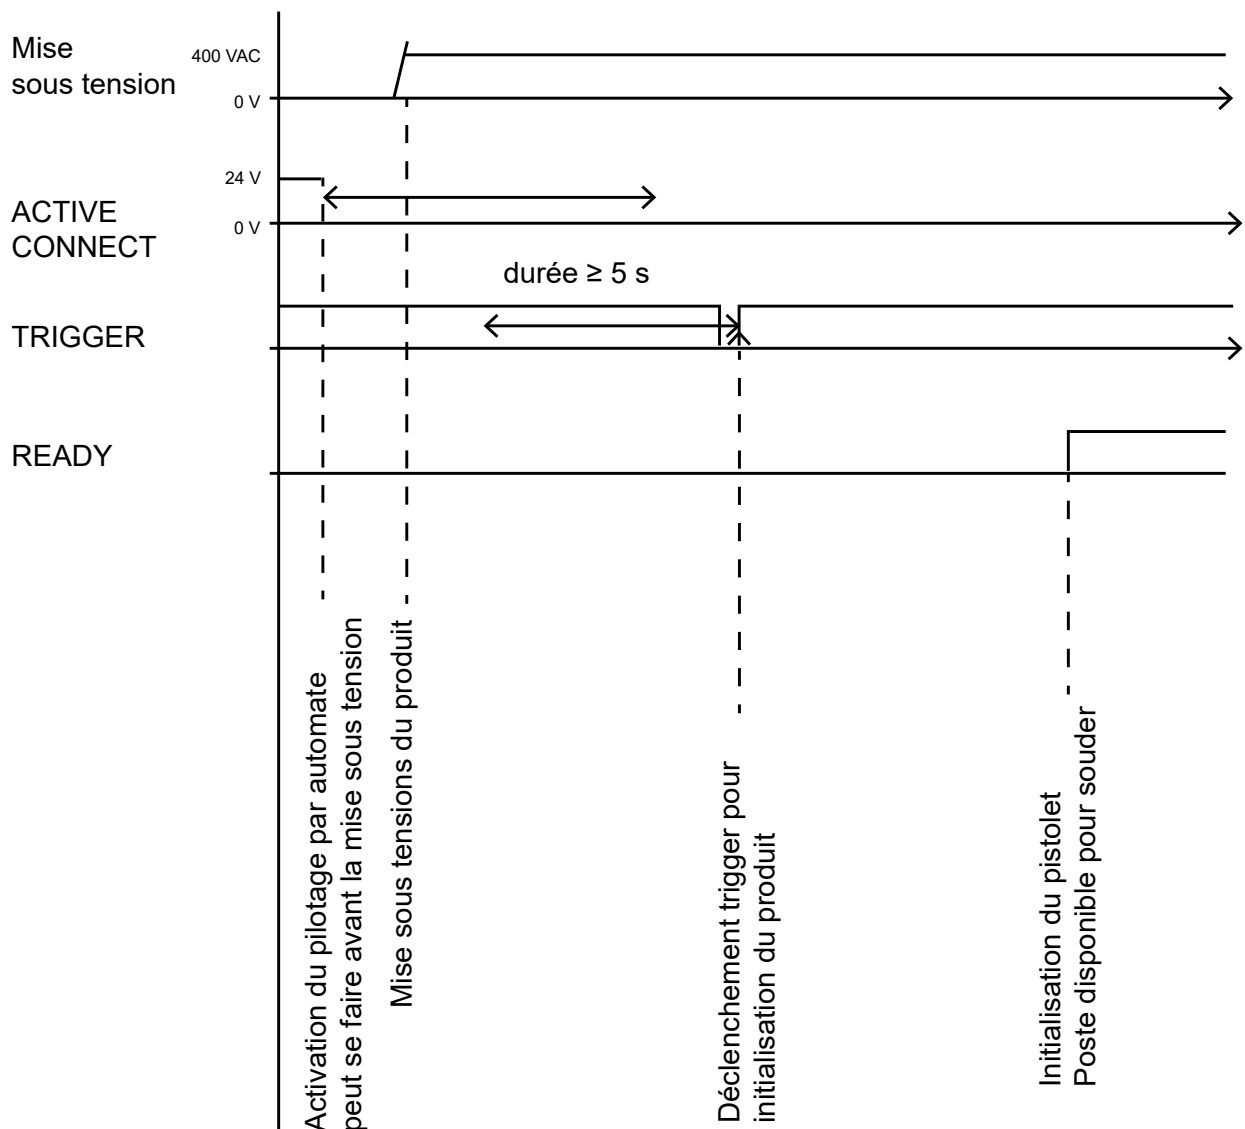 Mise
sous tension
400 VAC
0 V
24 V
ACTIVE
CONNECT
0 V
durée ≥ 5 s
TRIGGER
READY
Activation du pilotage par automate
peut se faire avant la mise sous tension
Mise sous tensions du produit
Déclenchement trigger pour
initialisation du produit
Initialisation du pistolet
Poste disponible pour souder